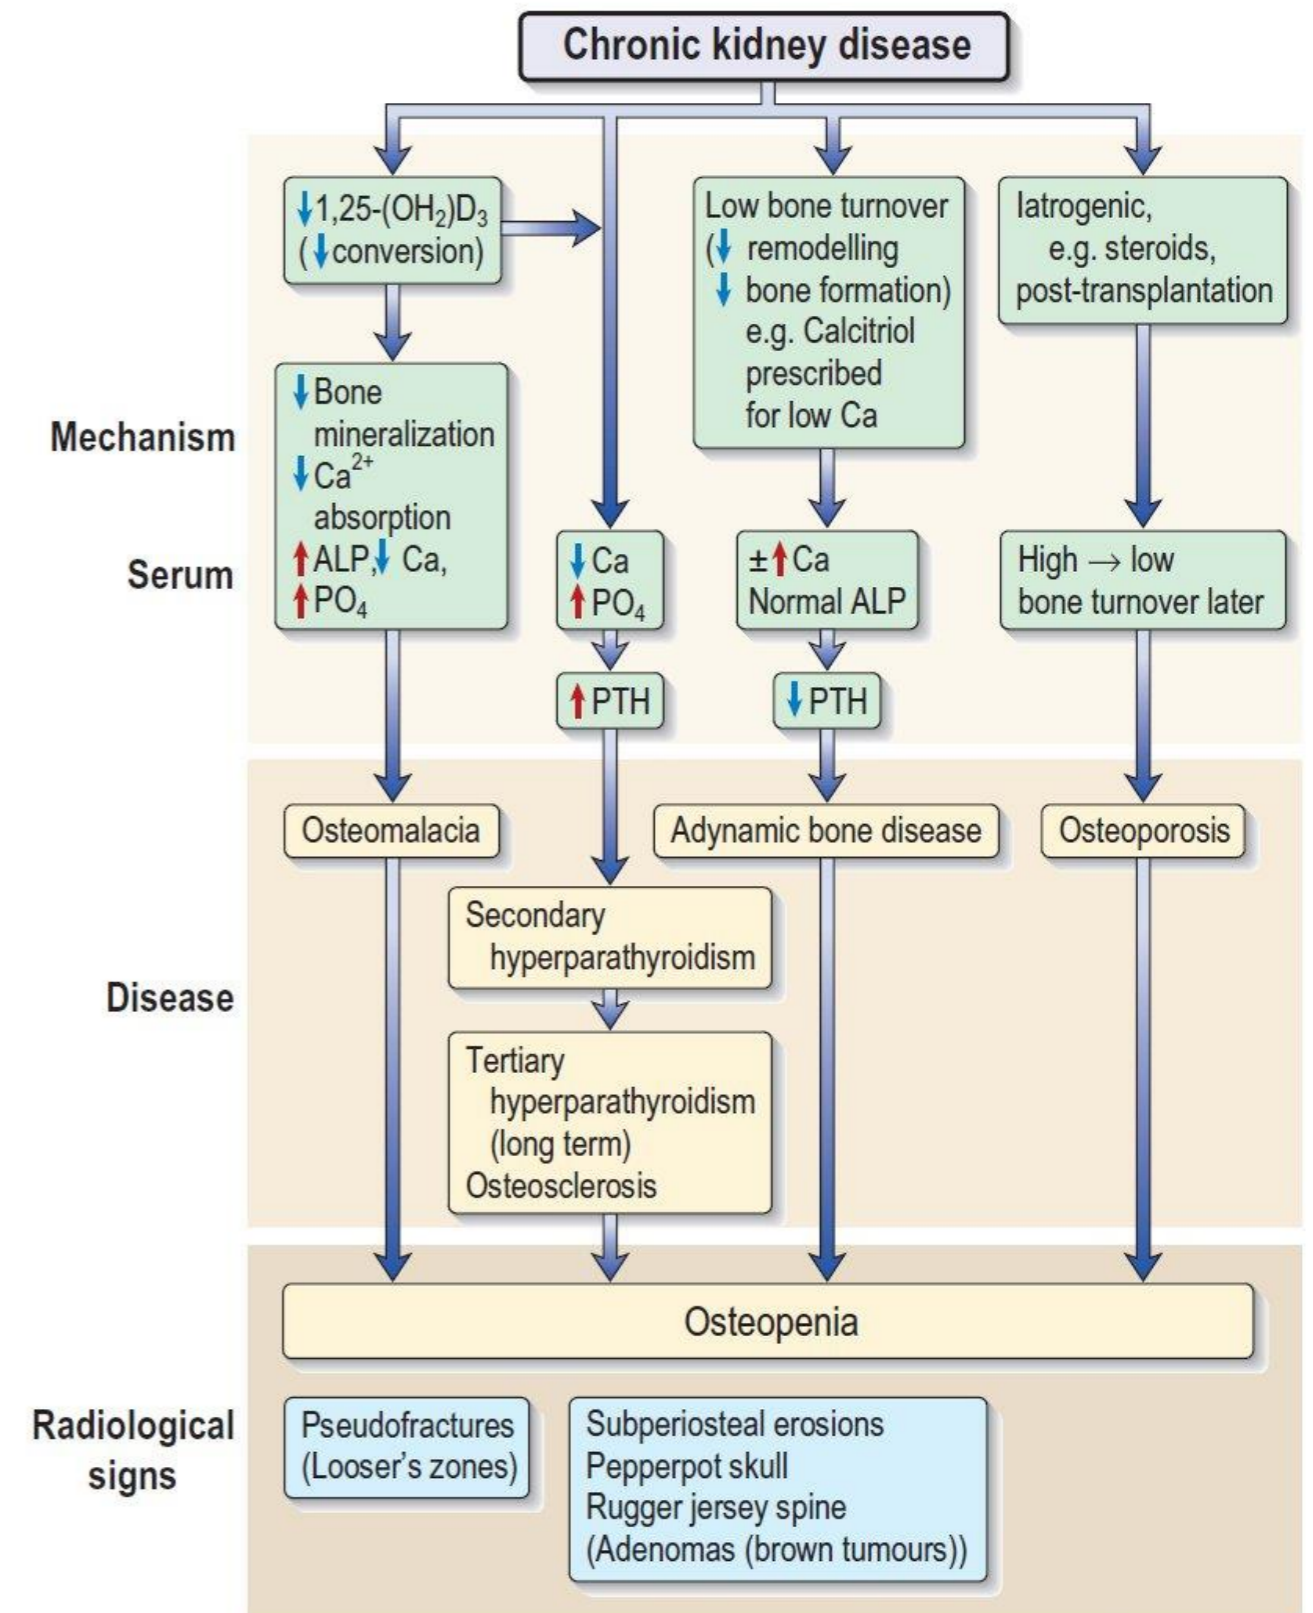 Chronic kidney disease
↓1,25-(OH₂)D₃
(↓conversion)
Low bone turnover
(↓ remodelling
↓ bone formation)
e.g. Calcitriol
prescribed
for low Ca
Iatrogenic,
e.g. steroids,
post-transplantation
Mechanism
↓Bone
mineralization
↓Ca²⁺
absorption
↑ALP,↓ Ca,
↑PO₄
Serum
↓Ca
↑PO₄
±↑Ca
Normal ALP
High → low
bone turnover later
↑PTH
↓PTH
Osteomalacia
Adynamic bone disease
Osteoporosis
Disease
Secondary
hyperparathyroidism
Tertiary
hyperparathyroidism
(long term)
Osteosclerosis
Osteopenia
Radiological
signs
Pseudofractures
(Looser's zones)
Subperiosteal erosions
Pepperpot skull
Rugger jersey spine
(Adenomas (brown tumours))